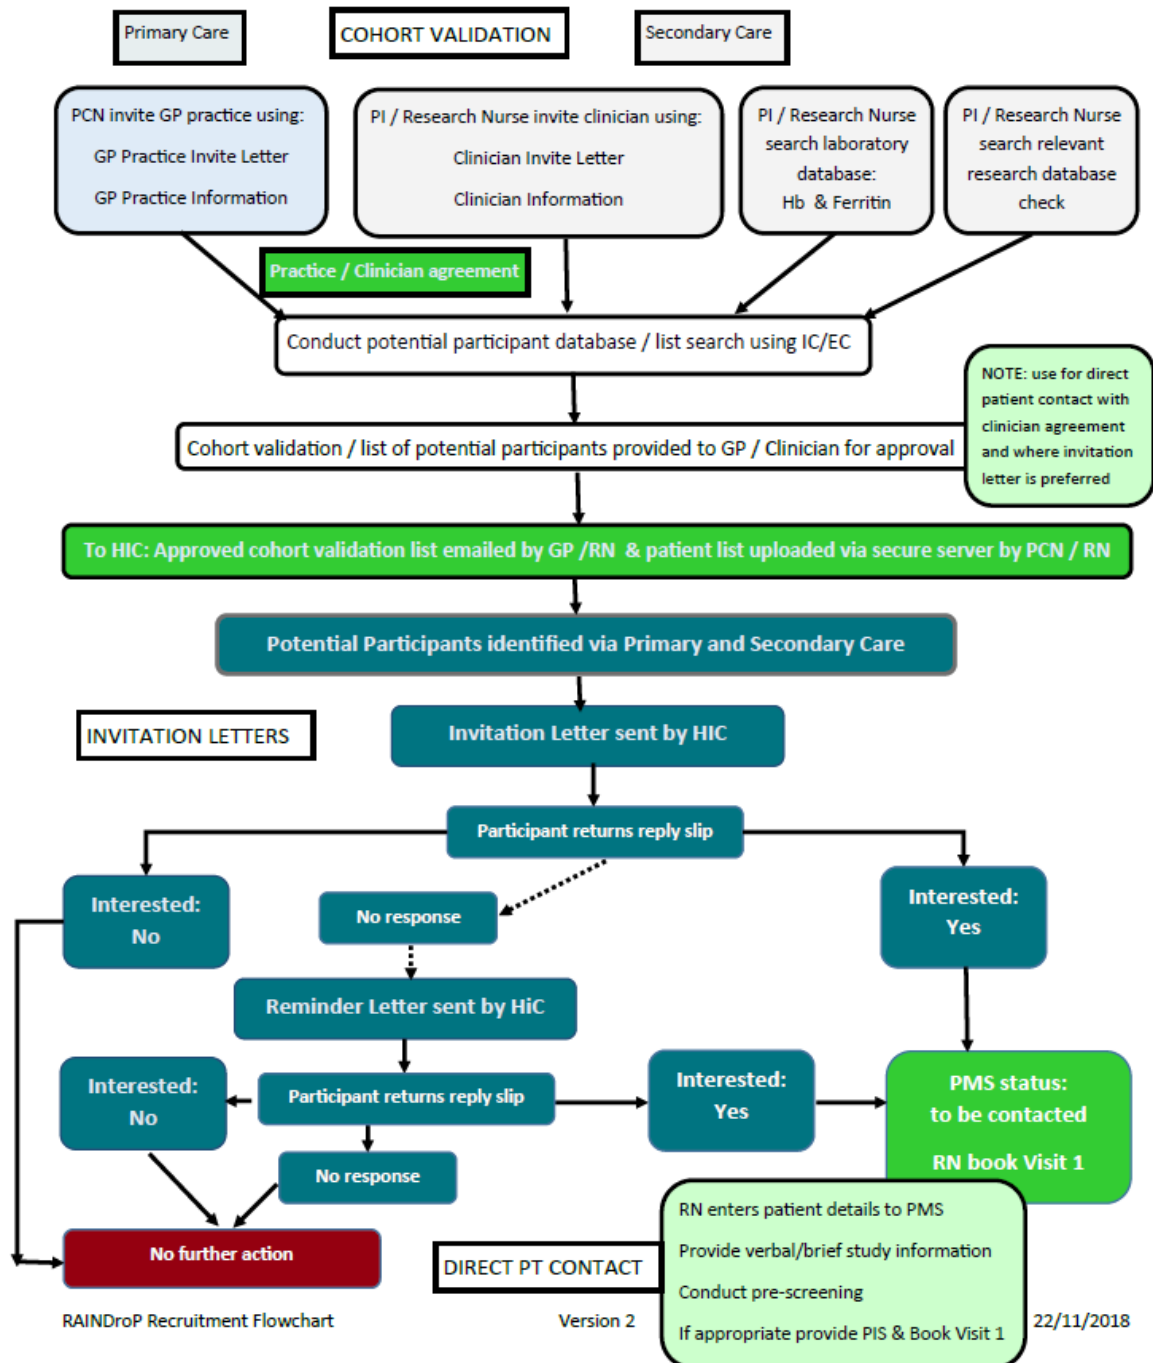 Primary Care
COHORT VALIDATION
Secondary Care
PCN invite GP practice using:
GP Practice Invite Letter
GP Practice Information
PI / Research Nurse invite clinician using:
Clinician Invite Letter
Clinician Information
PI / Research Nurse
search laboratory
database:
Hb & Ferritin
PI / Research Nurse
search relevant
research database
check
Practice / Clinician agreement
Conduct potential participant database / list search using IC/EC
NOTE: use for direct
patient contact with
clinician agreement
and where invitation
letter is preferred
Cohort validation / list of potential participants provided to GP / Clinician for approval
To HIC: Approved cohort validation list emailed by GP /RN & patient list uploaded via secure server by PCN / RN
Potential Participants identified via Primary and Secondary Care
INVITATION LETTERS
Invitation Letter sent by HIC
Participant returns reply slip
Interested:
No
No response
Interested:
Yes
Reminder Letter sent by HiC
Interested:
No
Participant returns reply slip
Interested:
Yes
PMS status:
to be contacted
RN book Visit 1
No response
No further action
DIRECT PT CONTACT
RN enters patient details to PMS
Provide verbal/brief study information
Conduct pre-screening
If appropriate provide PIS & Book Visit 1
RAINDroP Recruitment Flowchart
Version 2
22/11/2018